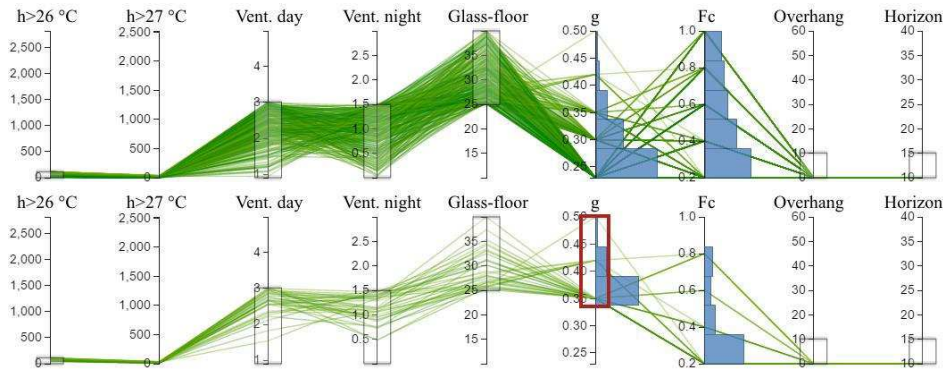 h>26 °C h>27 °C Vent. day Vent. night Glass-floor g Fc Overhang Horizon
2,500 2,500 4 0.50 1.0 60 40
2,000 2,000 3 2.5 30 0.45 0.8 50 35
1,500 1,500 2.0 0.40 40 30
1,000 1,000 2 1.5 25 0.35 0.6 30 25
500 500 0.5 20 0.30 0.4 20 20
0 0 15 0.2 10 15
0 10
h>26 °C h>27 °C Vent. day Vent. night Glass-floor g Fc Overhang Horizon
2,500 2,500 4 2.5 35 0.50 1.0 60 40
2,000 2,000 3 2.0 30 0.45 0.8 50 35
1,500 1,500 1.5 0.40 40 30
1,000 1,000 2 1.0 25 0.35 0.6 30 25
500 500 0.5 20 0.30 0.4 20 20
0 0 1 15 0.25 0.2 10 15
0 10